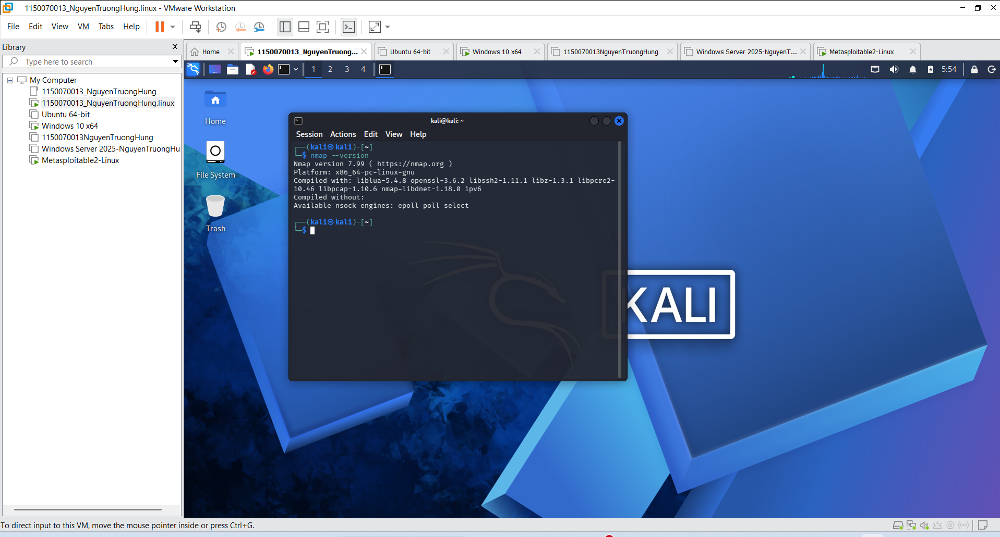 1150070013_NguyenTruongHung.linux - VMware Workstation
File Edit View VM Tabs Help
Library
Type here to search
My Computer
1150070013_NguyenTruongHung
1150070013_NguyenTruongHung.linux
Ubuntu 64-bit
Windows 10 x64
1150070013NguyenTruongHung
Windows Server 2025-NguyenTruongHu
Metasploitable2-Linux
Home 1150070013_NguyenTruong... Ubuntu 64-bit Windows 10 x64 1150070013NguyenTruongHung Windows Server 2025-NguyenT... Metasploitable2-Linux
1 2 3 4 5:54
Home
File System
Trash
kali@kali: ~
Session Actions Edit View Help
┌──(kali㉿kali)-[~]
└─$ nmap --version
Nmap version 7.99 ( https://nmap.org )
Platform: x86_64-pc-linux-gnu
Compiled with: liblua-5.4.8 openssl-3.6.2 libssh2-1.11.1 libz-1.3.1 libpcre2-
10.46 libpcap-1.10.6 nmap-libdnet-1.18.0 ipv6
Compiled without:
Available nsock engines: epoll poll select
┌──(kali㉿kali)-[~]
└─$
KALI
To direct input to this VM, move the mouse pointer inside or press Ctrl+G.